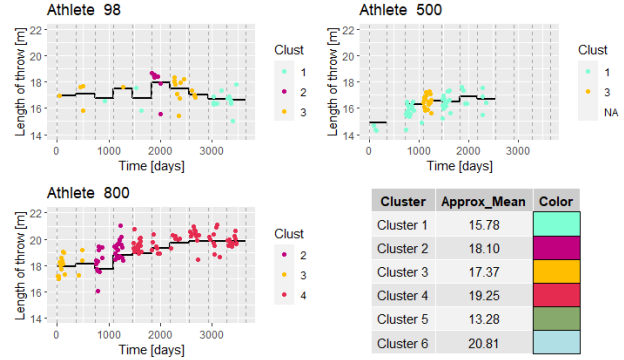 Athlete 98
Length of throw [m]
22
20
18
16
14
0
1000
2000
3000
Time [days]
Clust
1
2
3
Athlete 500
Length of throw [m]
22
20
18
16
14
0
1000
2000
3000
Time [days]
Clust
1
3
NA
Athlete 800
Length of throw [m]
22
20
18
16
14
0
1000
2000
3000
Time [days]
Clust
2
3
4
Cluster Approx_Mean Color
Cluster 1 15.78
Cluster 2 18.10
Cluster 3 17.37
Cluster 4 19.25
Cluster 5 13.28
Cluster 6 20.81